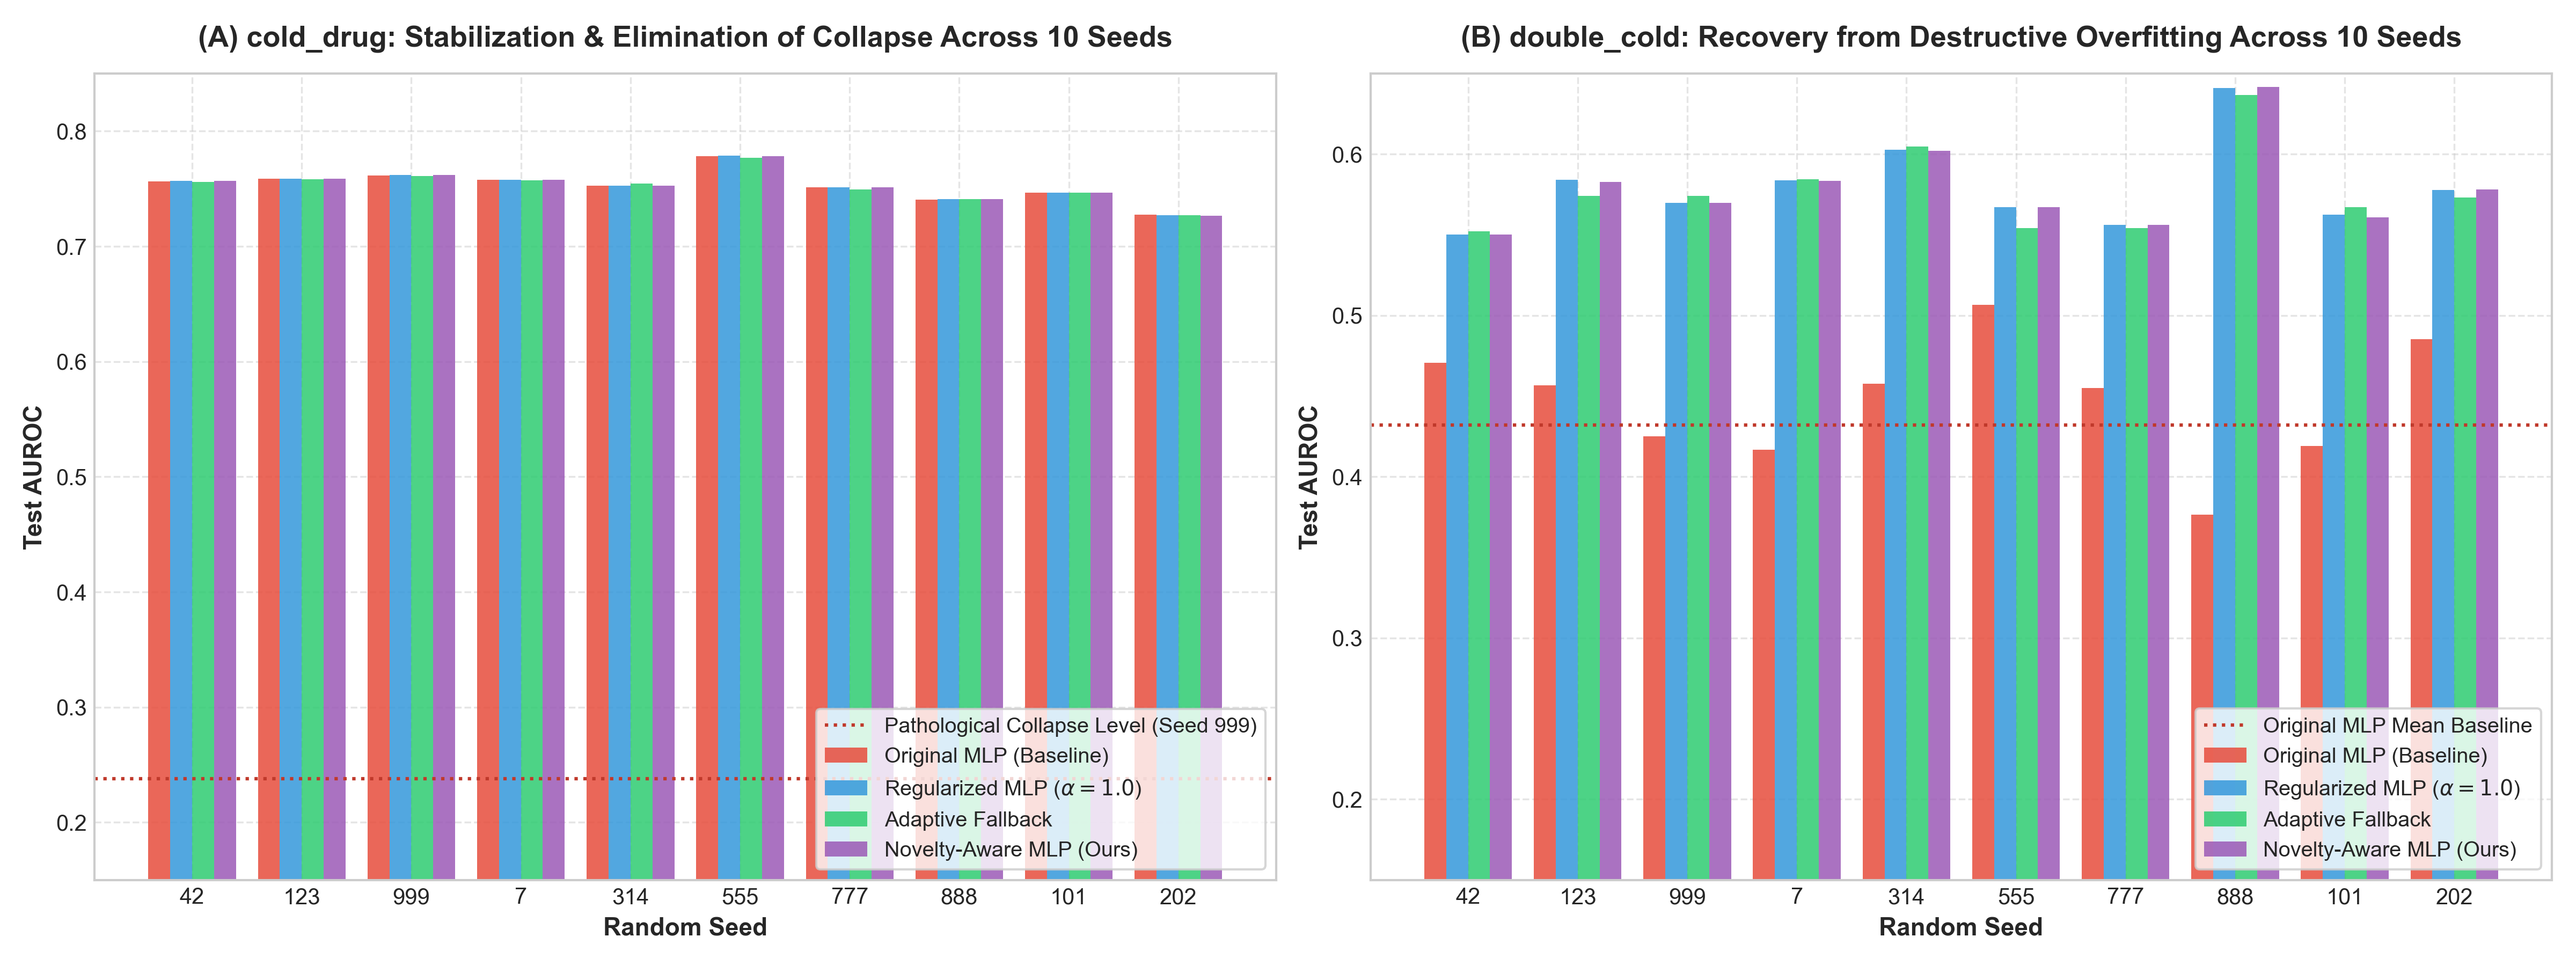 (A) cold_drug: Stabilization & Elimination of Collapse Across 10 Seeds
Test AUROC
0.8
0.7
0.6
0.5
0.4
0.3
0.2
Pathological Collapse Level (Seed 999)
Original MLP (Baseline)
Regularized MLP (α = 1.0)
Adaptive Fallback
Novelty-Aware MLP (Ours)
42 123 999 7 314 555 777 888 101 202
Random Seed
(B) double_cold: Recovery from Destructive Overfitting Across 10 Seeds
Test AUROC
0.6
0.5
0.4
0.3
0.2
Original MLP Mean Baseline
Original MLP (Baseline)
Regularized MLP (α = 1.0)
Adaptive Fallback
Novelty-Aware MLP (Ours)
42 123 999 7 314 555 777 888 101 202
Random Seed